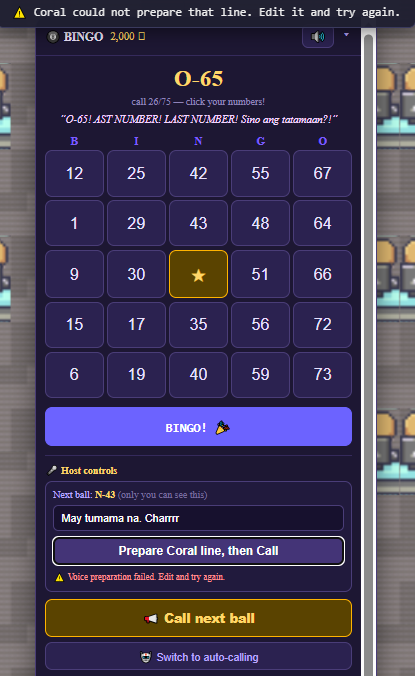 ⚠️ Coral could not prepare that line. Edit it and try again.
BINGO 2,000
O-65
call 26/75 — click your numbers!
"O-65! AST NUMBER! LAST NUMBER! Sino ang tatamaan?!"
B I N G O
12 25 42 55 67
1 29 43 48 64
9 30 ★ 51 66
15 17 35 56 72
6 19 40 59 73
BINGO! 🎉
🎤 Host controls
Next ball: N-43 (only you can see this)
May tumama na. Charrrr
Prepare Coral line, then Call
⚠️ Voice preparation failed. Edit and try again.
📢 Call next ball
Switch to auto-calling